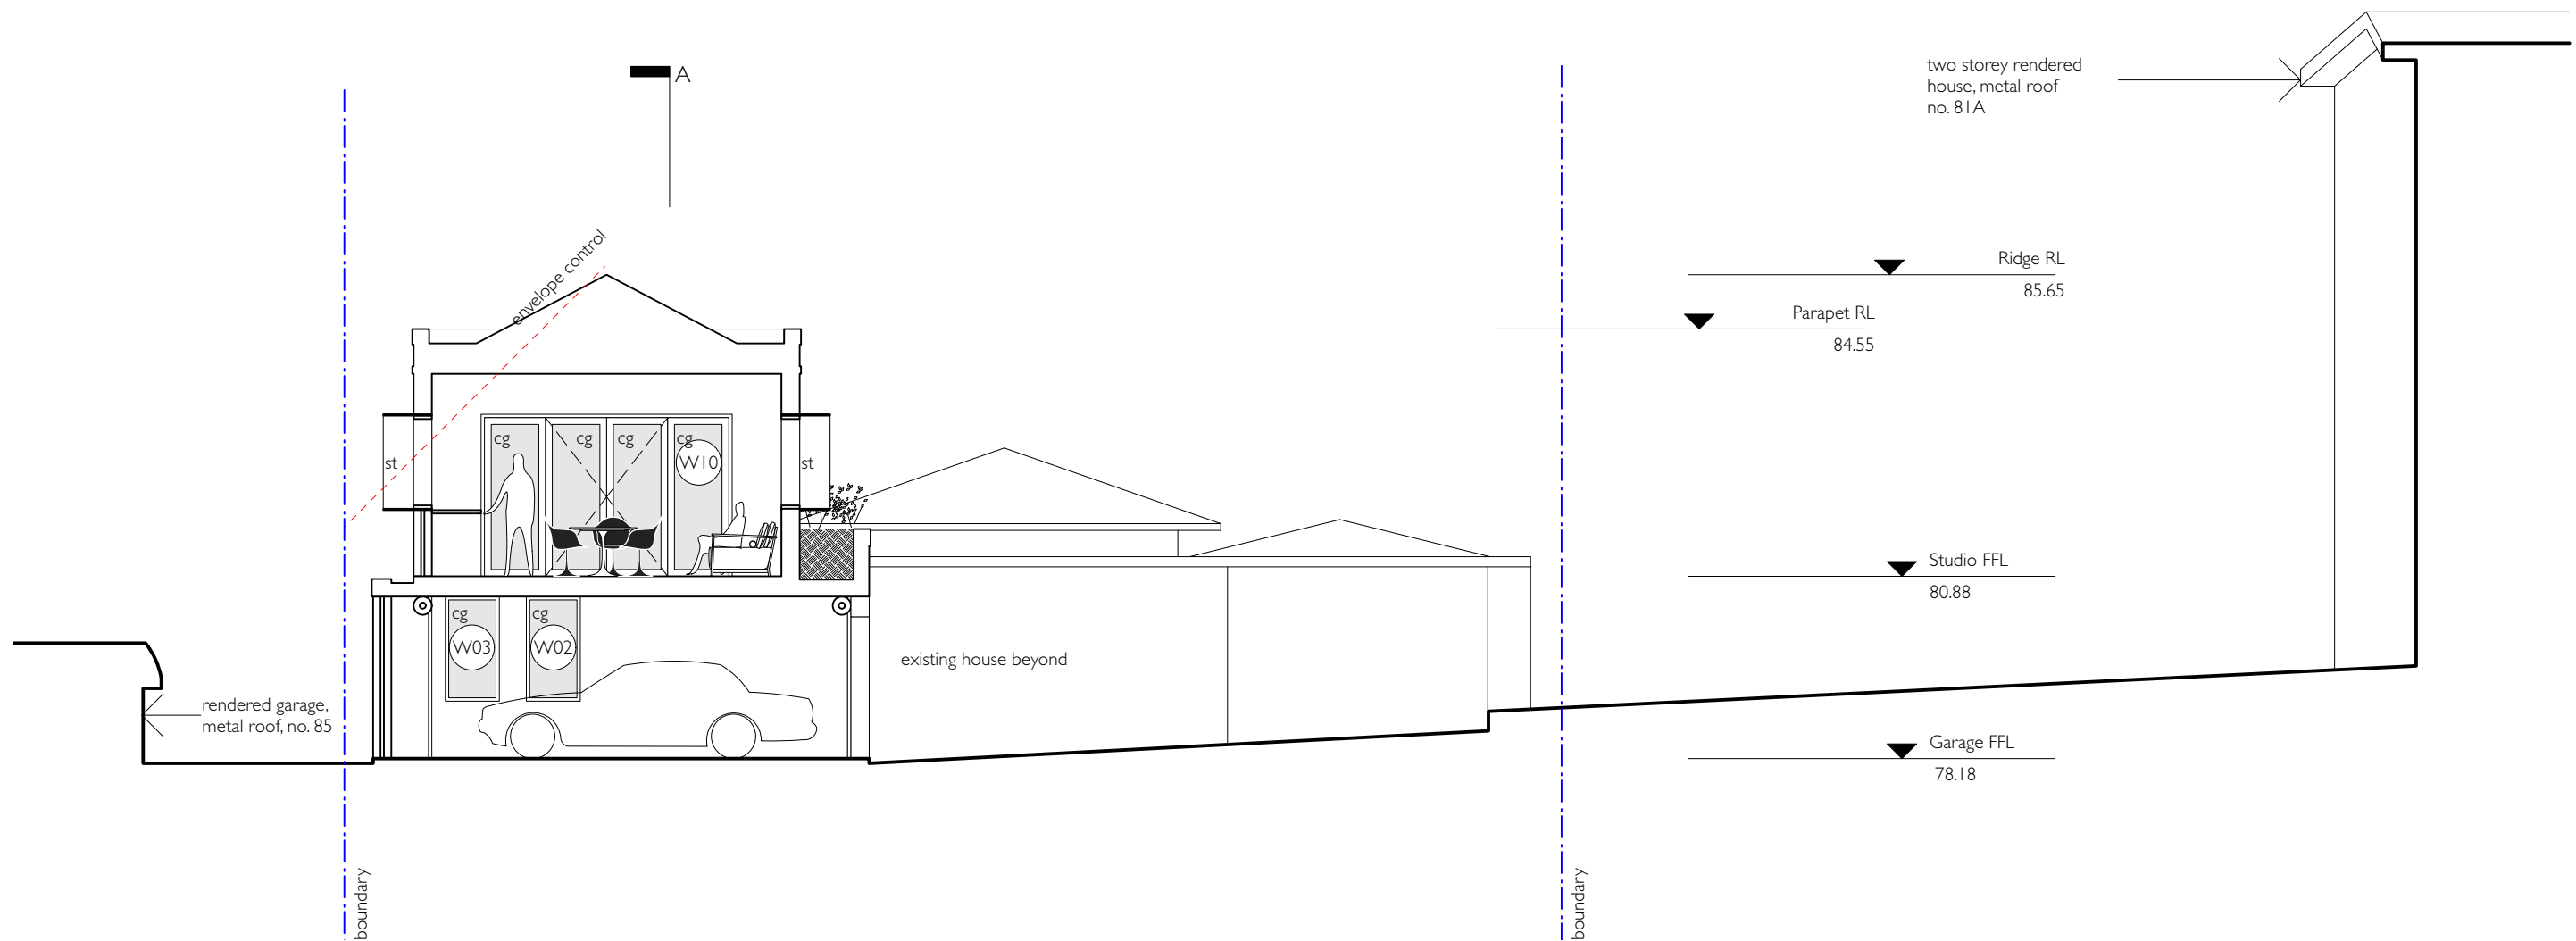 A
two storey rendered
house, metal roof
no. 81A
envelope control
Ridge RL
85.65
Parapet RL
84.55
cg
cg
cg
cg
W10
st
st
Studio FFL
80.88
cg
W03
cg
W02
existing house beyond
rendered garage,
metal roof, no. 85
Garage FFL
78.18
boundary
boundary